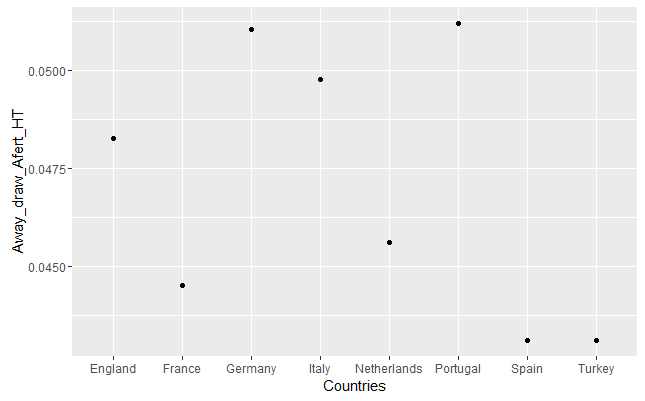 Away_draw_Afert_HT
0.0500
0.0475
0.0450
England France Germany Italy Netherlands Portugal Spain Turkey
Countries